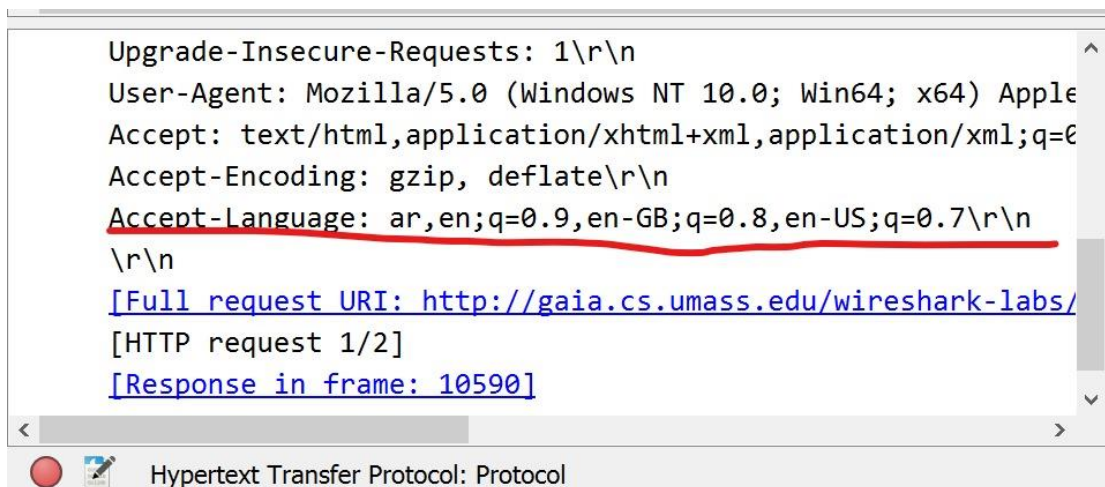 Upgrade-Insecure-Requests: 1\r\n
User-Agent: Mozilla/5.0 (Windows NT 10.0; Win64; x64) Apple
Accept: text/html,application/xhtml+xml,application/xml;q=0
Accept-Encoding: gzip, deflate\r\n
Accept-Language: ar,en;q=0.9,en-GB;q=0.8,en-US;q=0.7\r\n
\r\n
[Full request URI: http://gaia.cs.umass.edu/wireshark-labs/
[HTTP request 1/2]
[Response in frame: 10590]
Hypertext Transfer Protocol: Protocol